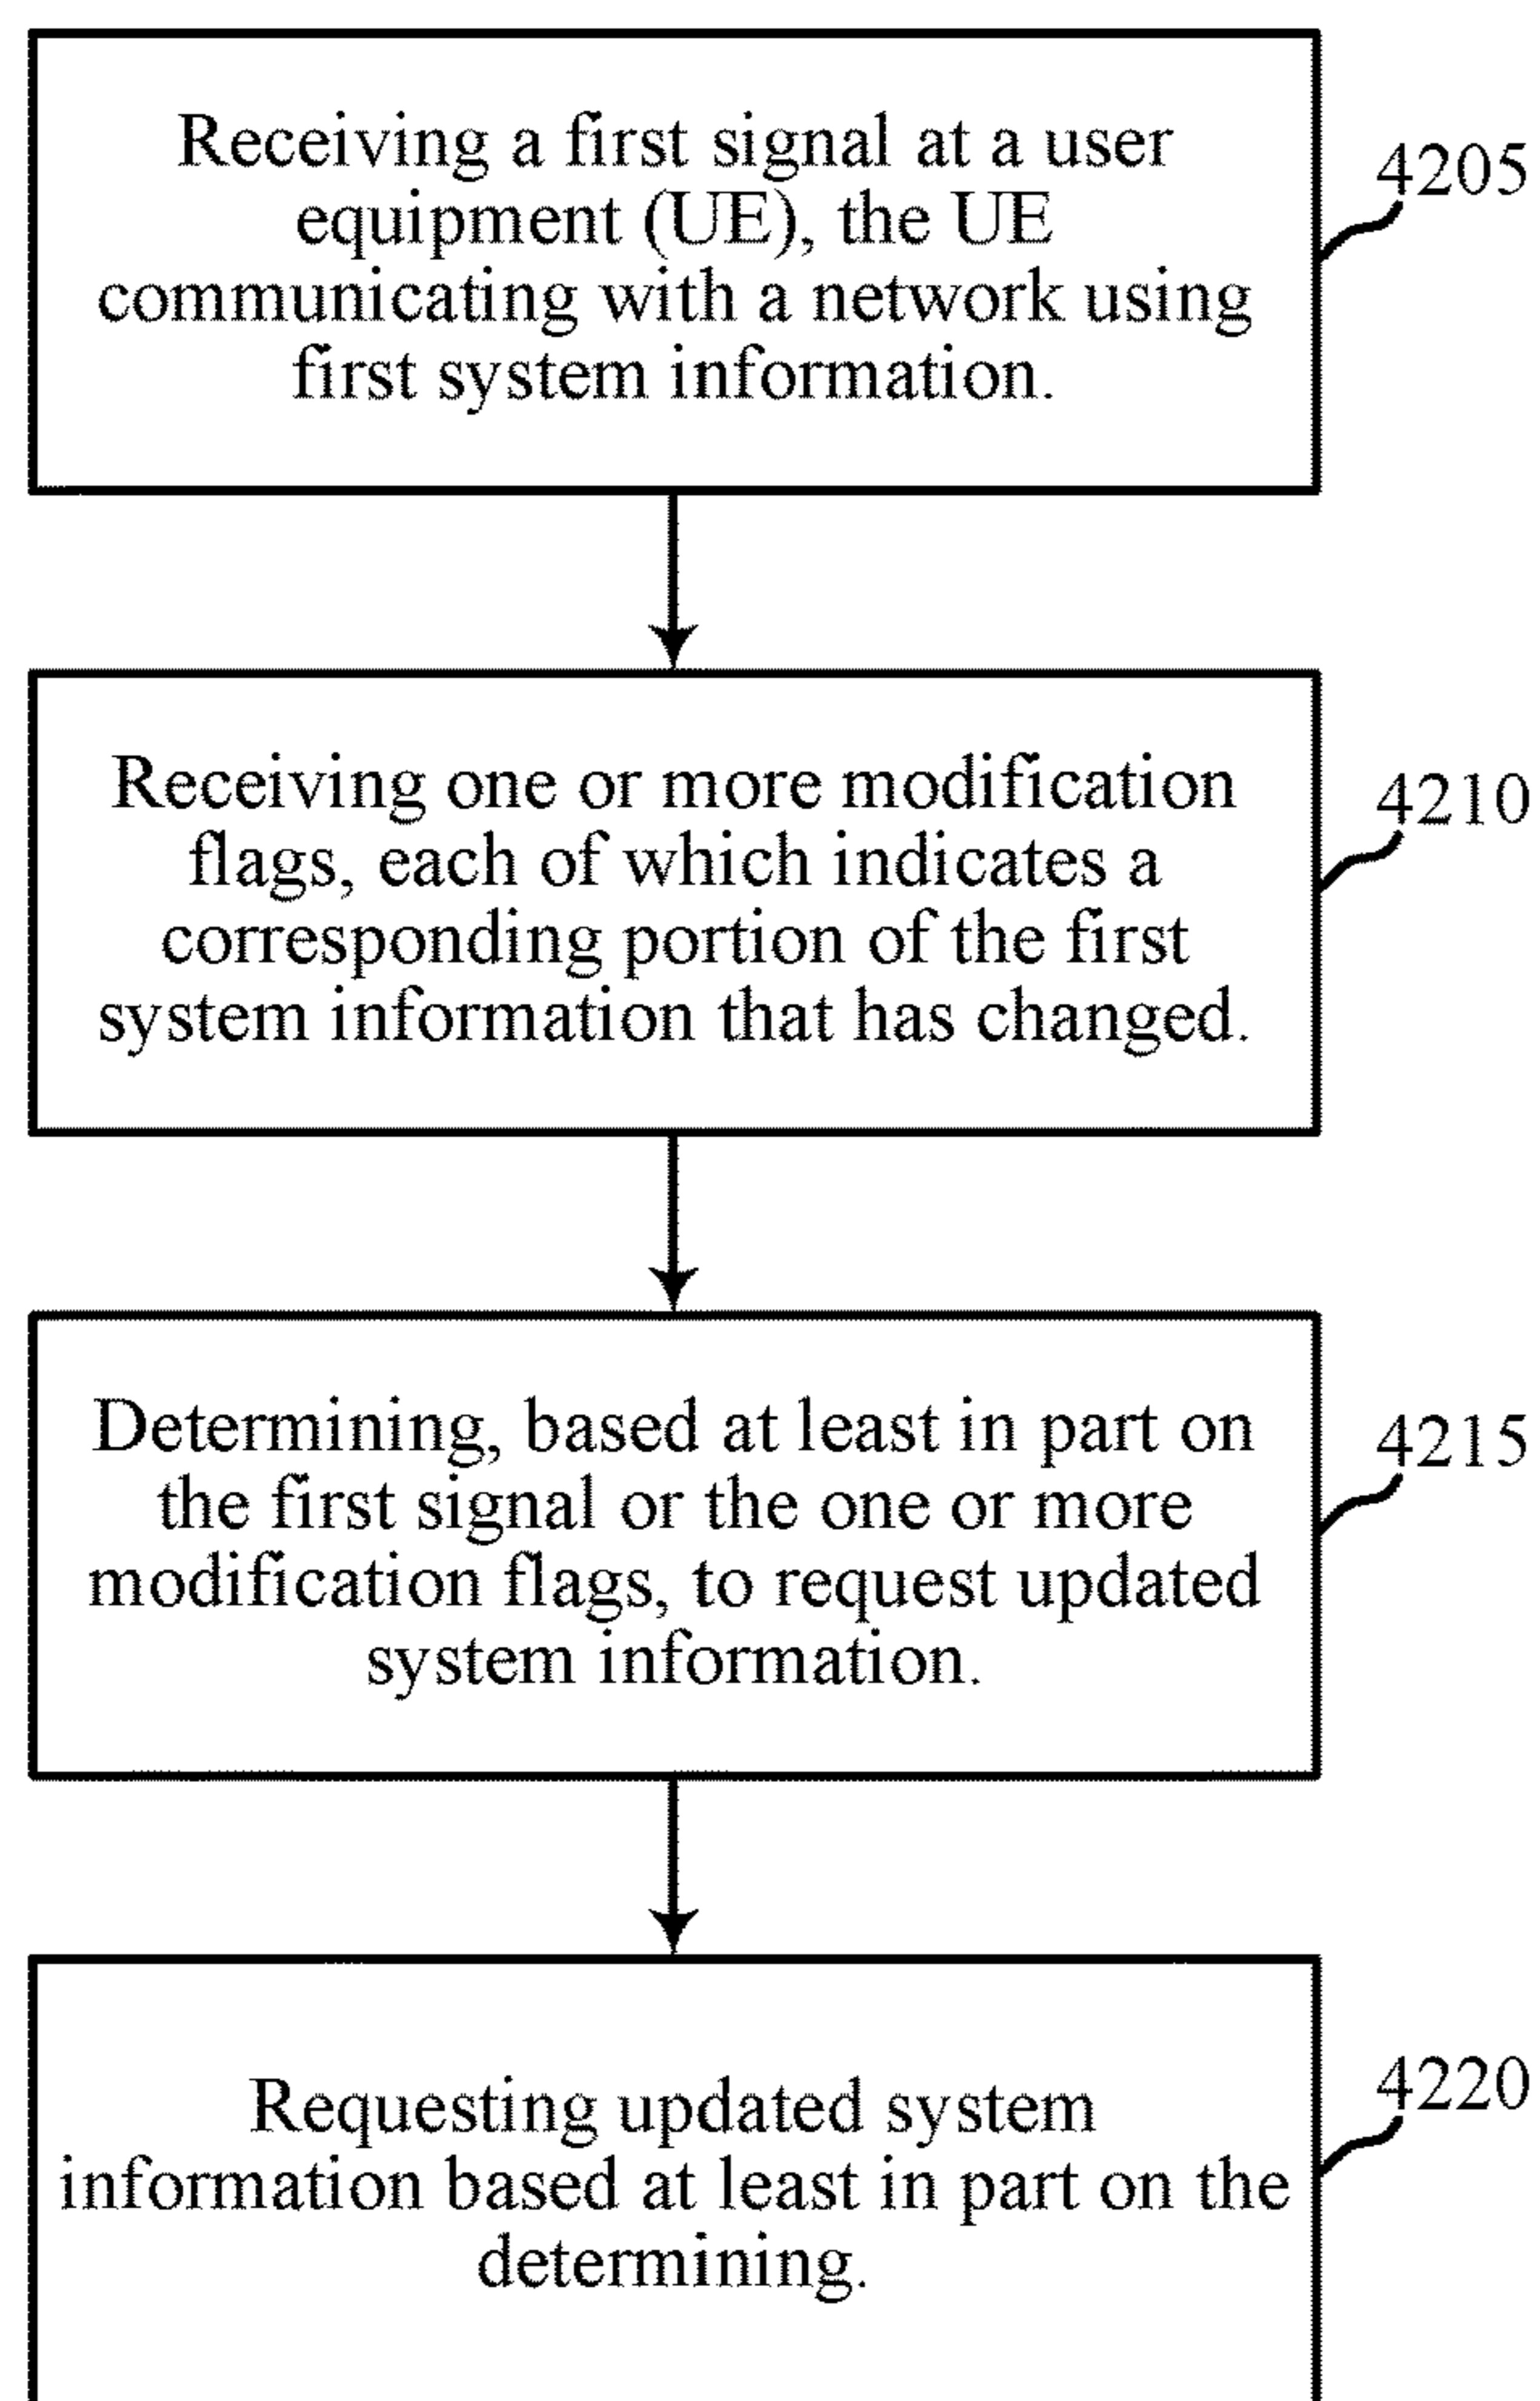 Receiving a first signal at a user
equipment (UE), the UE
communicating with a network using
first system information.
4205
Receiving one or more modification
flags, each of which indicates a
corresponding portion of the first
system information that has changed.
4210
Determining, based at least in part on
the first signal or the one or more
modification flags, to request updated
system information.
4215
Requesting updated system
information based at least in part on the
determining.
4220